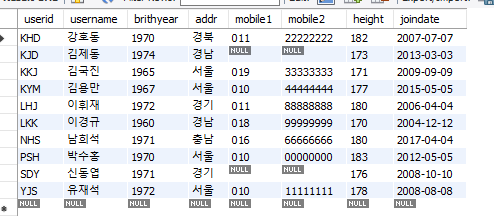 userid username brithyear addr mobile1 mobile2 height joindate
KHD 강호동 1970 경북 011 22222222 182 2007-07-07
KJD 김제동 1974 경남 NULL NULL 173 2013-03-03
KKJ 김국진 1965 서울 019 33333333 171 2009-09-09
KYM 김용만 1967 서울 010 44444444 177 2015-05-05
LHJ 이휘재 1972 경기 011 88888888 180 2006-04-04
LKK 이경규 1960 경남 018 99999999 170 2004-12-12
NHS 남희석 1971 충남 016 66666666 180 2017-04-04
PSH 박수홍 1970 서울 010 00000000 183 2012-05-05
SDY 신동엽 1971 경기 NULL NULL 176 2008-10-10
YJS 유재석 1972 서울 010 11111111 178 2008-08-08
NULL NULL NULL NULL NULL NULL NULL NULL